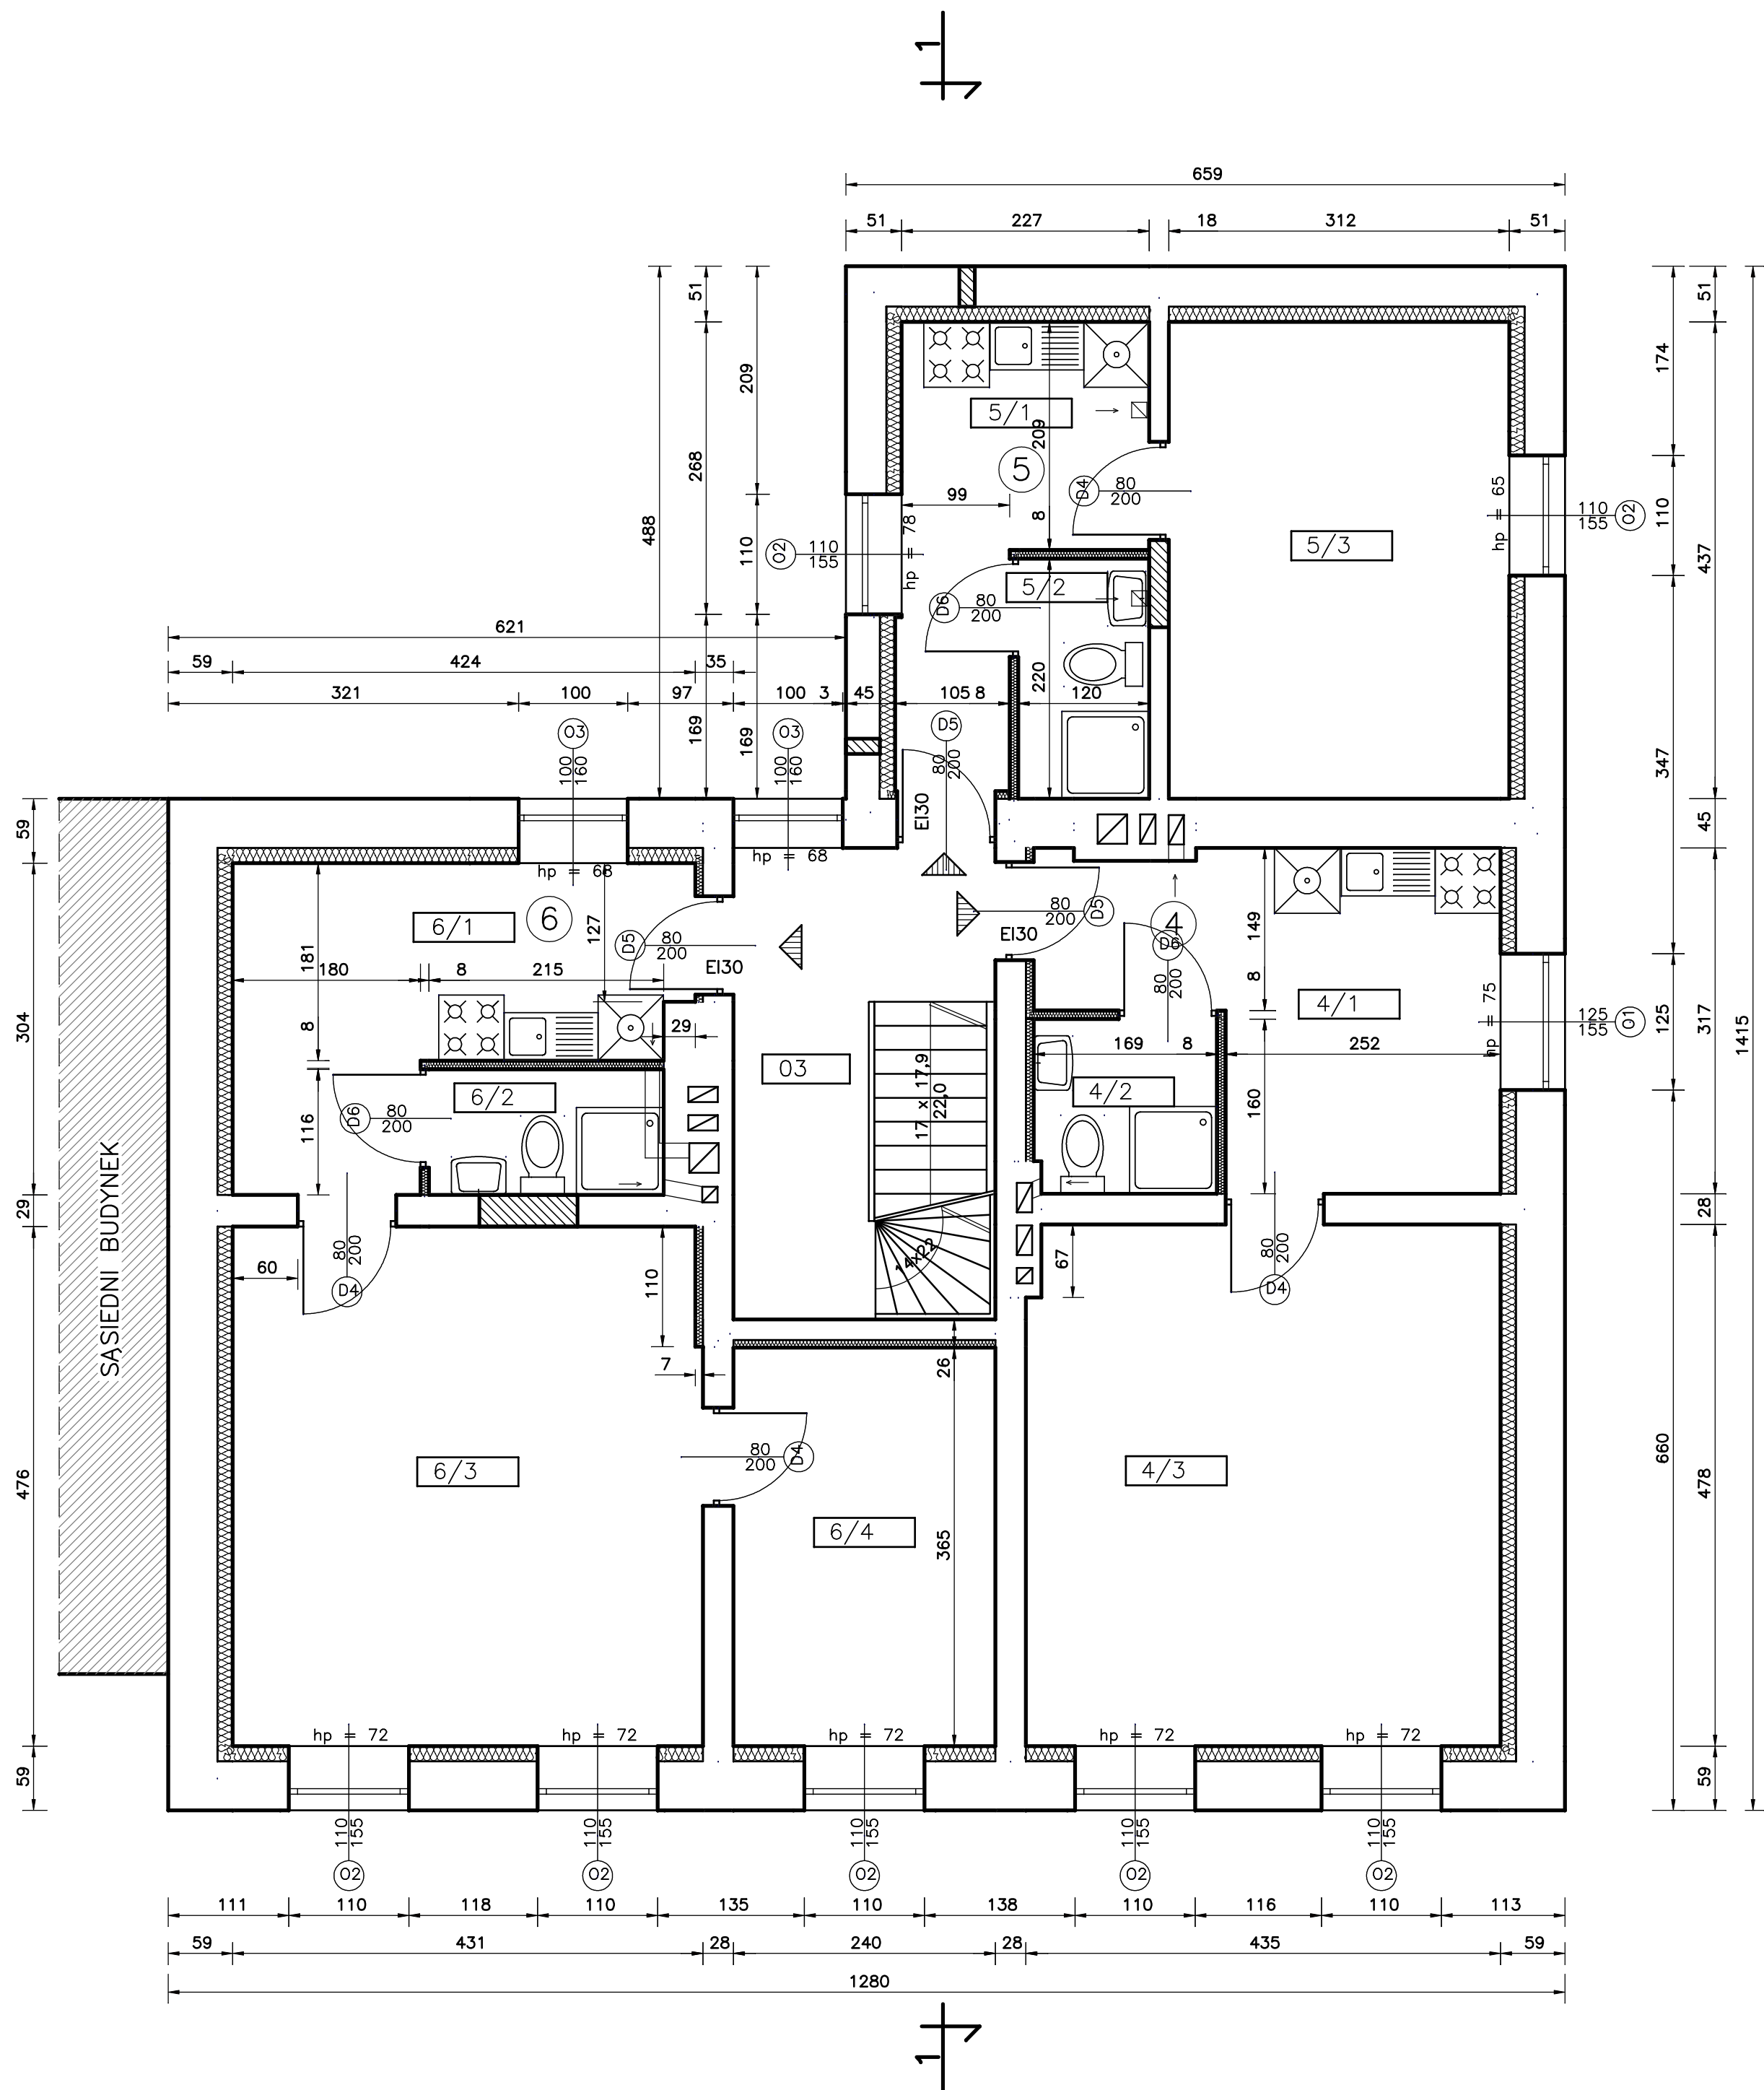 1
659
51 227 18 312 51
51
209
174
268
5/1
209
5
D4 80
200
99
8
488
110
O2 110
155
hp = 78
hp = 65
110
155 O2
110
437
5/3
5/2
D6 80
200
621
59 424 35
220
321 100 97 100 3 45 105 8 120
347
169
169
O3
100
160
O3
100
160
D5
80
200
EI30
59
45
hp = 68
hp = 68
6/1
6
127
181
D5 80
200
EI30
80
200 D5
EI30
4
D6
80
200
149
8
180 8 215
4/1
hp = 75
125
155 O1
125
317
1415
304
8
29
O3
17 x 17,9
22,0
169 8 252
6/2
4/2
160
116
D6 80
200
SĄSIEDNI BUDYNEK
29
28
80
200
D4
60
110
14x22
67
80
200
D4
7
26
476
6/3
80
200 D4
4/3
660
478
6/4
365
hp = 72
hp = 72
hp = 72
hp = 72
hp = 72
59
59
110
155
110
155
110
155
110
155
110
155
O2
O2
O2
O2
O2
111 110 118 110 135 110 138 110 116 110 113
59 431 28 240 28 435 59
1280
1